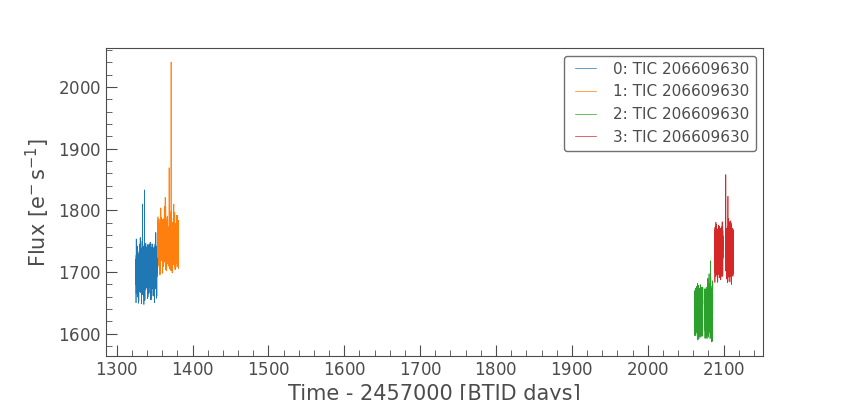 2000
1900
1800
1700
1600
Flux [e⁻ s⁻¹]
0: TIC 206609630
1: TIC 206609630
2: TIC 206609630
3: TIC 206609630
1300 1400 1500 1600 1700 1800 1900 2000 2100
Time - 2457000 [BTJD days]